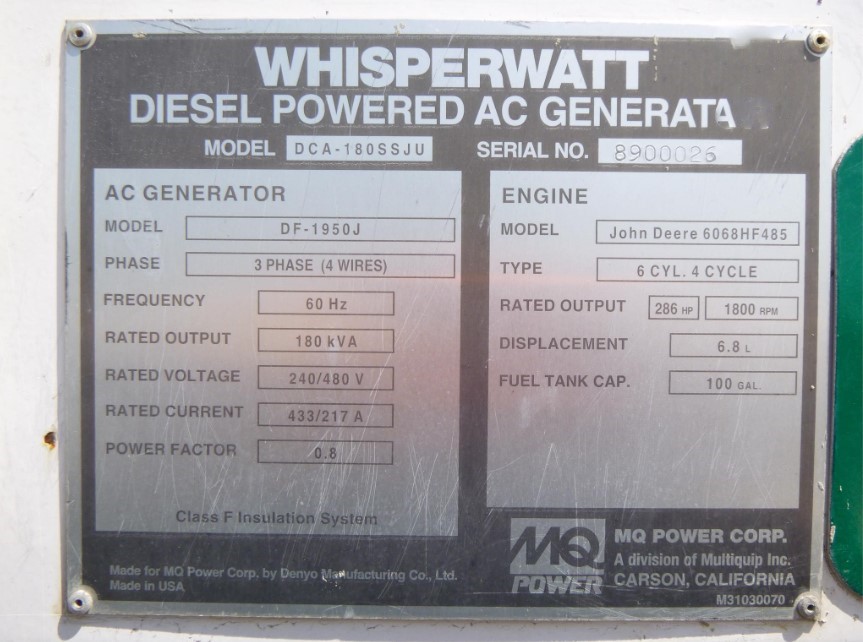 WHISPERWATT
DIESEL POWERED AC GENERATA
MODEL DCA-180SSJU SERIAL NO. 8900026
AC GENERATOR
MODEL DF-1950J
PHASE 3 PHASE (4 WIRES)
FREQUENCY 60 Hz
RATED OUTPUT 180 kVA
RATED VOLTAGE 240/480 V
RATED CURRENT 433/217 A
POWER FACTOR 0.8
Class F Insulation System
ENGINE
MODEL John Deere 6068HF485
TYPE 6 CYL. 4 CYCLE
RATED OUTPUT 286 HP 1800 RPM
DISPLACEMENT 6.8 L
FUEL TANK CAP. 100 GAL.
Made for MQ Power Corp. by Denyo Manufacturing Co., Ltd.
Made in USA
MQ
POWER
MQ POWER CORP.
A division of Multiquip Inc.
CARSON, CALIFORNIA
M31030070